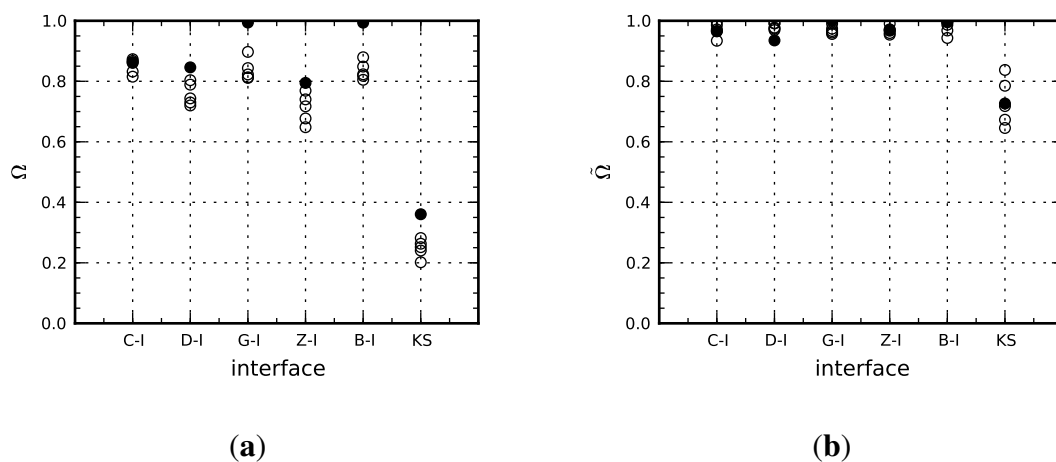 1.0
0.8
0.6
0.4
0.2
0.0
Ω
C-I D-I G-I Z-I B-I KS
interface
(a)
1.0
0.8
0.6
0.4
0.2
0.0
Ω̃
C-I D-I G-I Z-I B-I KS
interface
(b)